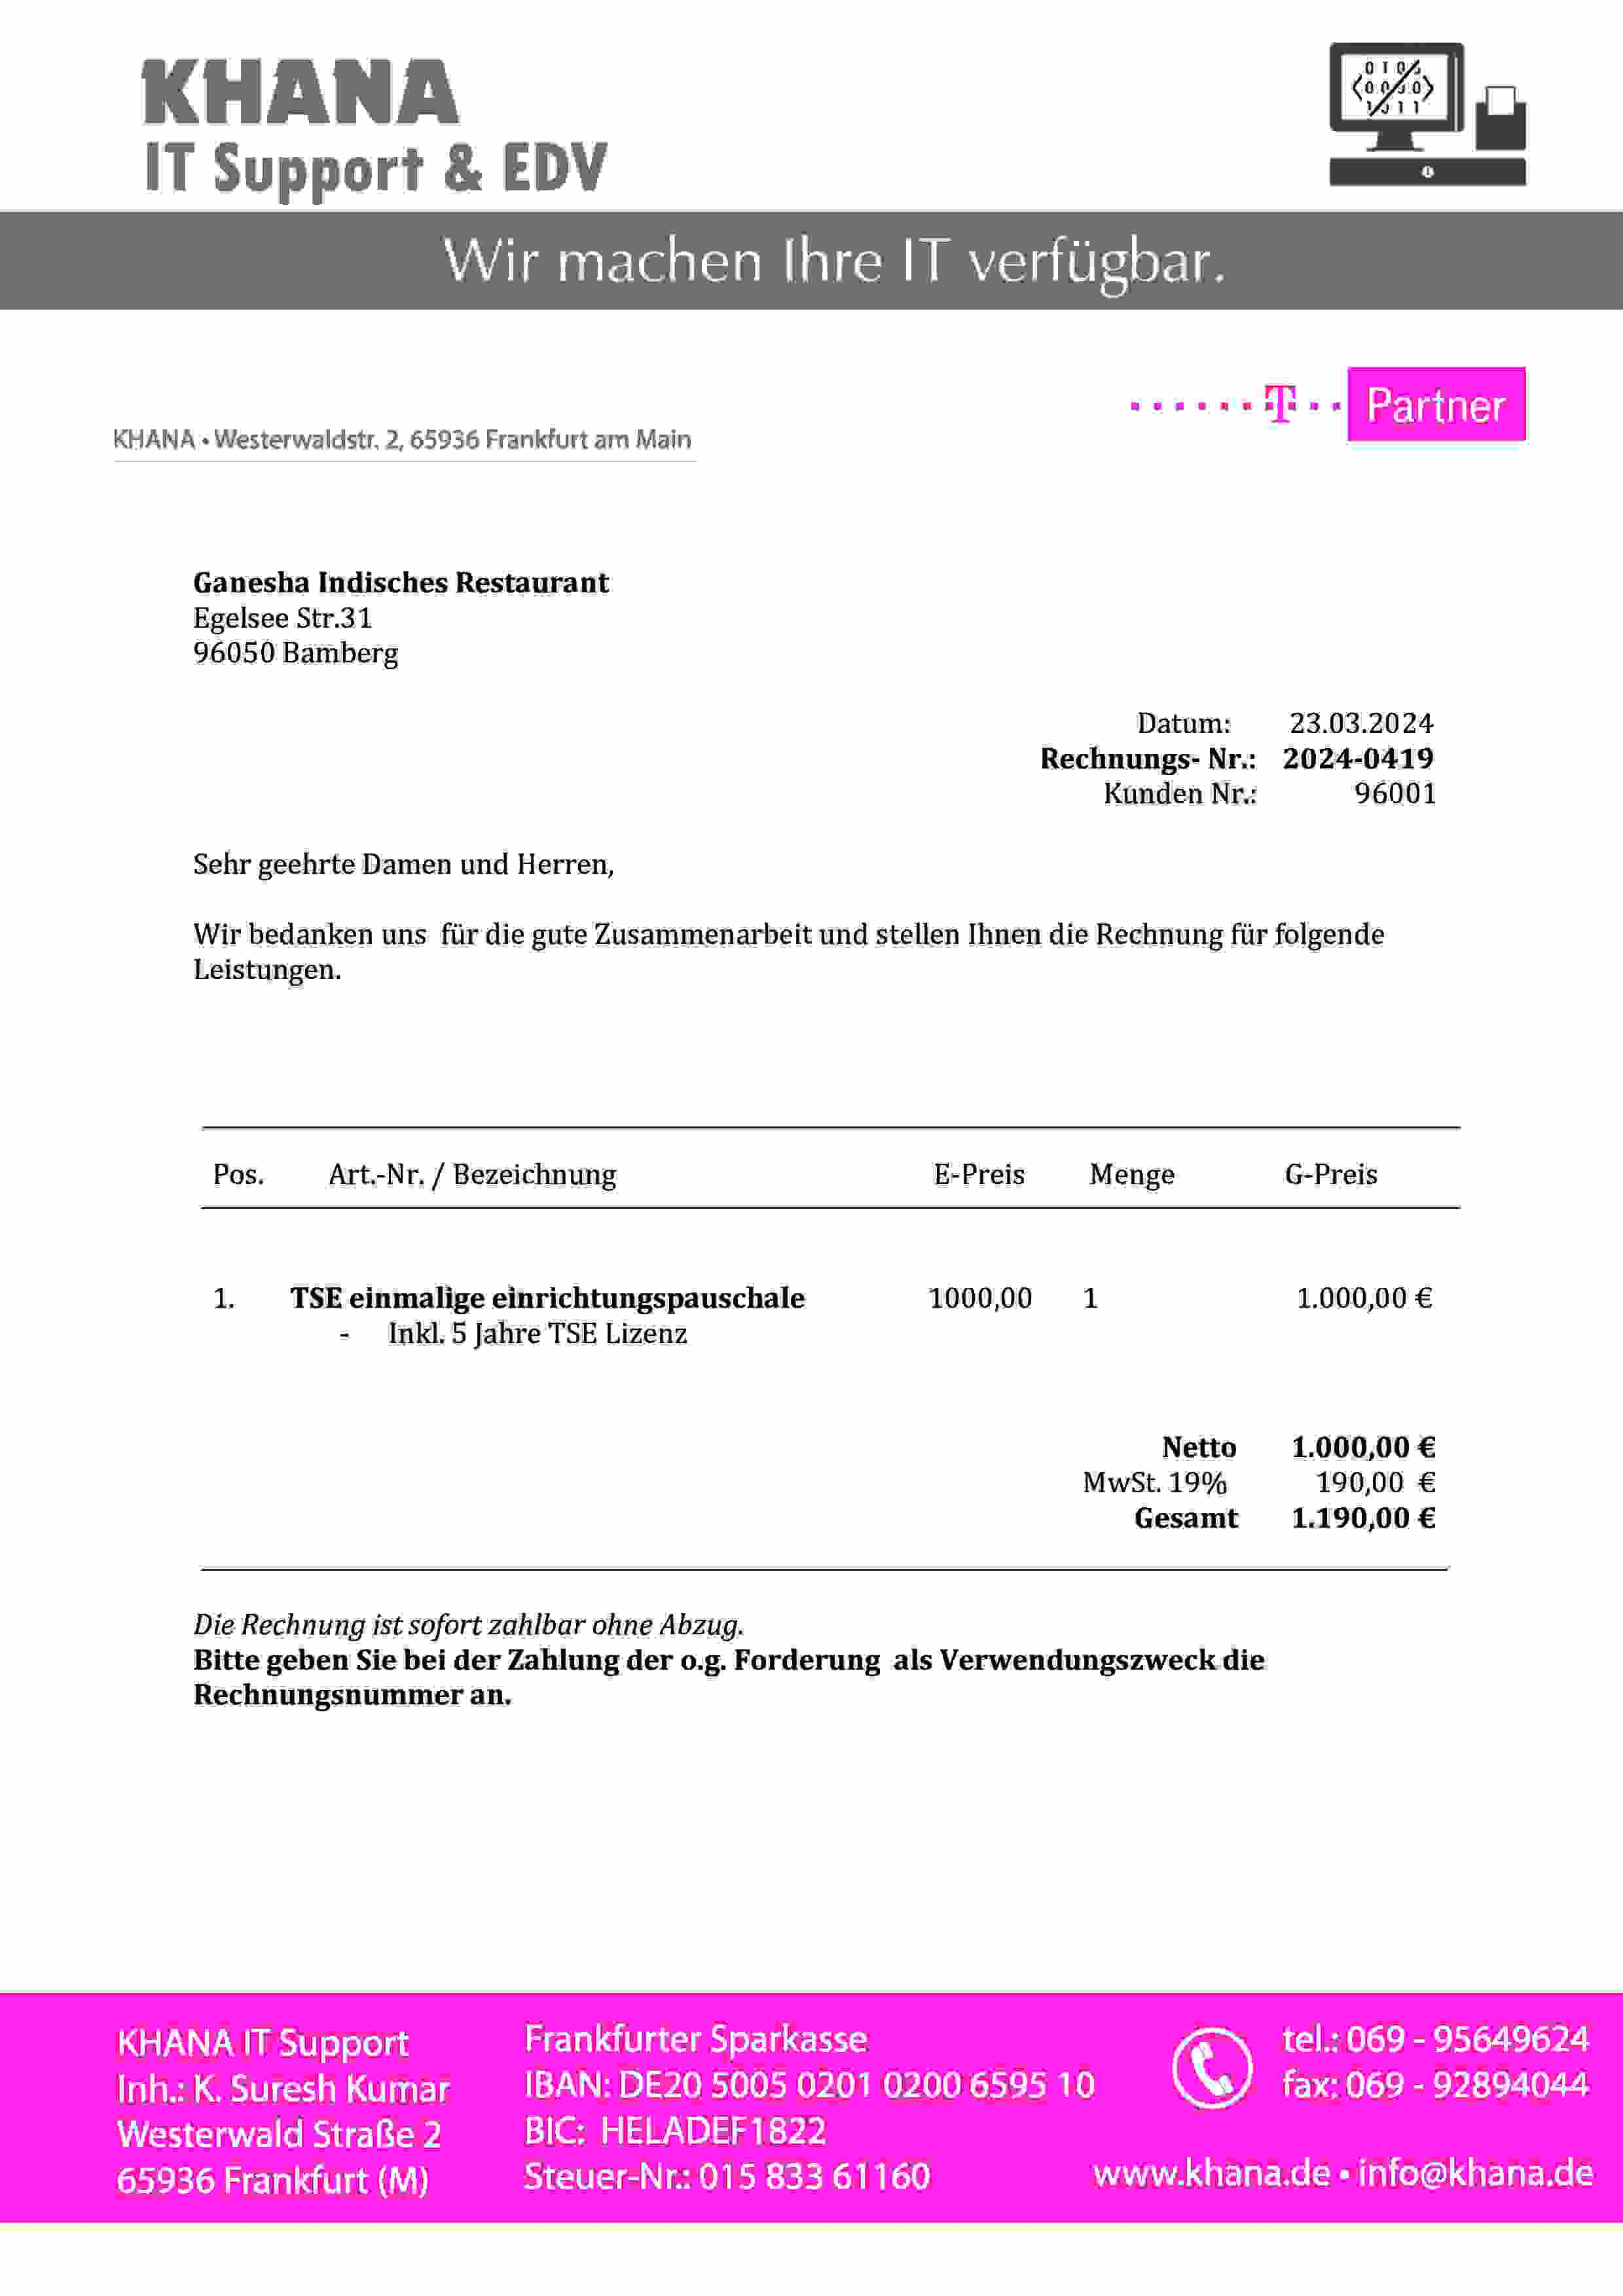 KHANA
IT Support & EDV
Wir machen Ihre IT verfügbar.
T Partner
KHANA • Westerwaldstr. 2, 65936 Frankfurt am Main
Ganesha Indisches Restaurant
Egelsee Str.31
96050 Bamberg
Datum: 23.03.2024
Rechnungs- Nr.: 2024-0419
Kunden Nr.: 96001
Sehr geehrte Damen und Herren,
Wir bedanken uns für die gute Zusammenarbeit und stellen Ihnen die Rechnung für folgende
Leistungen.
Pos. Art.-Nr. / Bezeichnung E-Preis Menge G-Preis
1. TSE einmalige einrichtungspauschale 1000,00 1 1.000,00 €
- Inkl. 5 Jahre TSE Lizenz
Netto 1.000,00 €
MwSt. 19% 190,00 €
Gesamt 1.190,00 €
Die Rechnung ist sofort zahlbar ohne Abzug.
Bitte geben Sie bei der Zahlung der o.g. Forderung als Verwendungszweck die
Rechnungsnummer an.
KHANA IT Support
Inh.: K. Suresh Kumar
Westerwald Straße 2
65936 Frankfurt (M)
Frankfurter Sparkasse
IBAN: DE20 5005 0201 0200 6595 10
BIC: HELADEF1822
Steuer-Nr.: 015 833 61160
tel.: 069 - 95649624
fax: 069 - 92894044
www.khana.de • info@khana.de